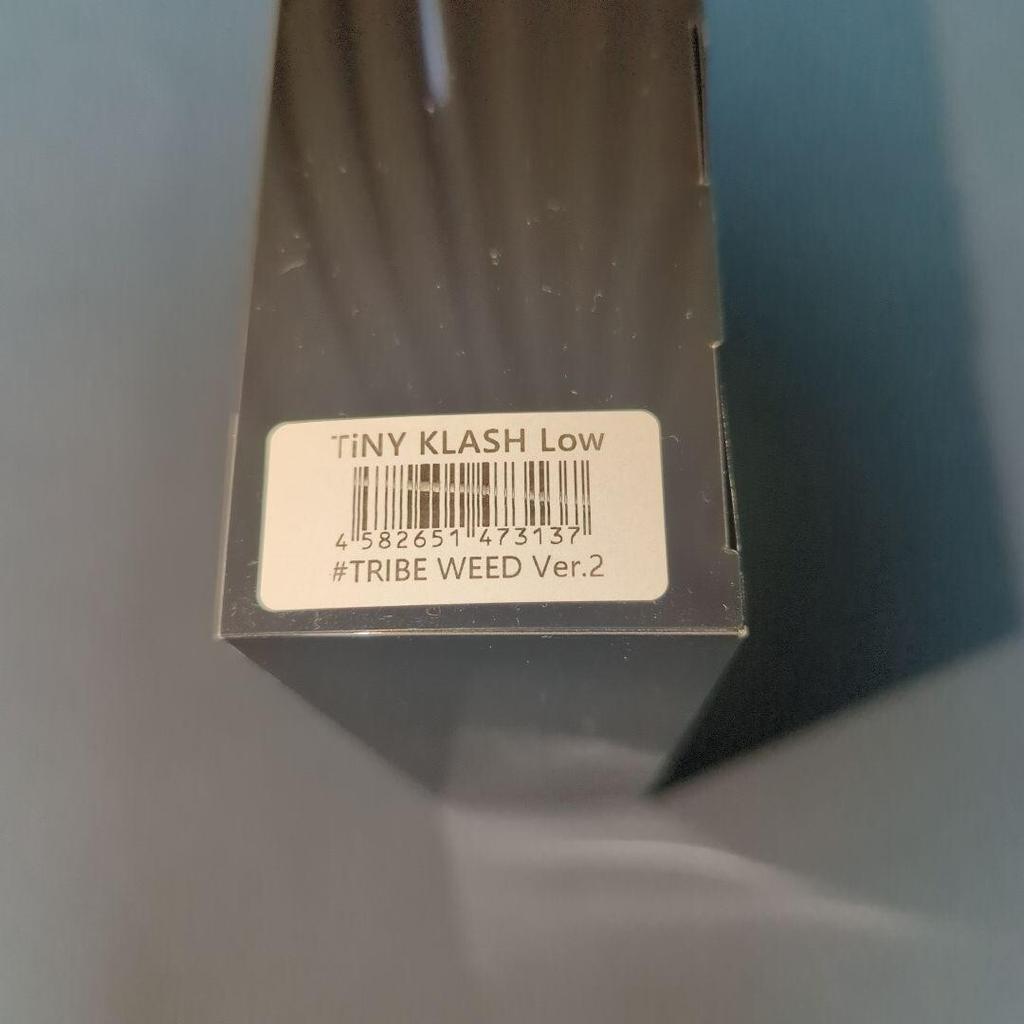 TiNY KLASH Low
4 582651 473137
#TRIBE WEED Ver.2